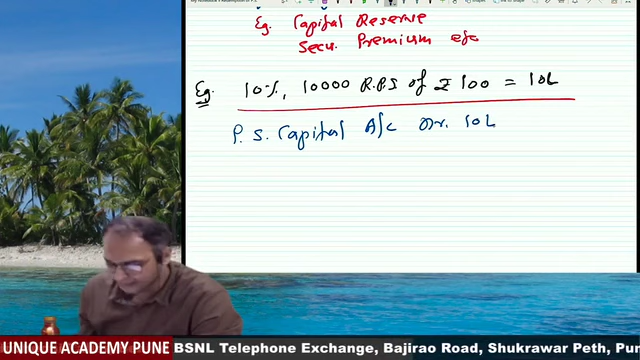 Eg. Capital Reserve
Secu. Premium etc
Eg. 10%, 10000 R.P.S of ₹ 100 = 10L
P. S. Capital A/c Dr. 10L
UNIQUE ACADEMY PUNE BSNL Telephone Exchange, Bajirao Road, Shukrawar Peth, Pun